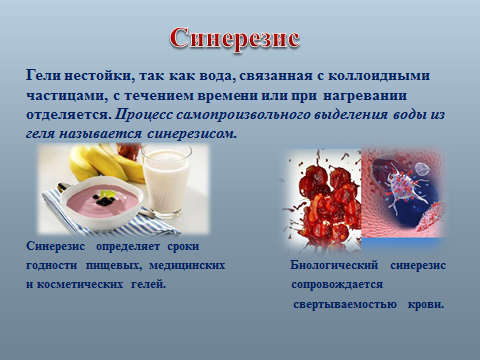 Синерезис
Гели нестойки, так как вода, связанная с коллоидными
частицами, с течением времени или при нагревании
отделяется. Процесс самопроизвольного выделения воды из
геля называется синерезисом.
Синерезис определяет сроки
годности пищевых, медицинских
и косметических гелей.
Биологический синерезис
сопровождается
свертываемостью крови.